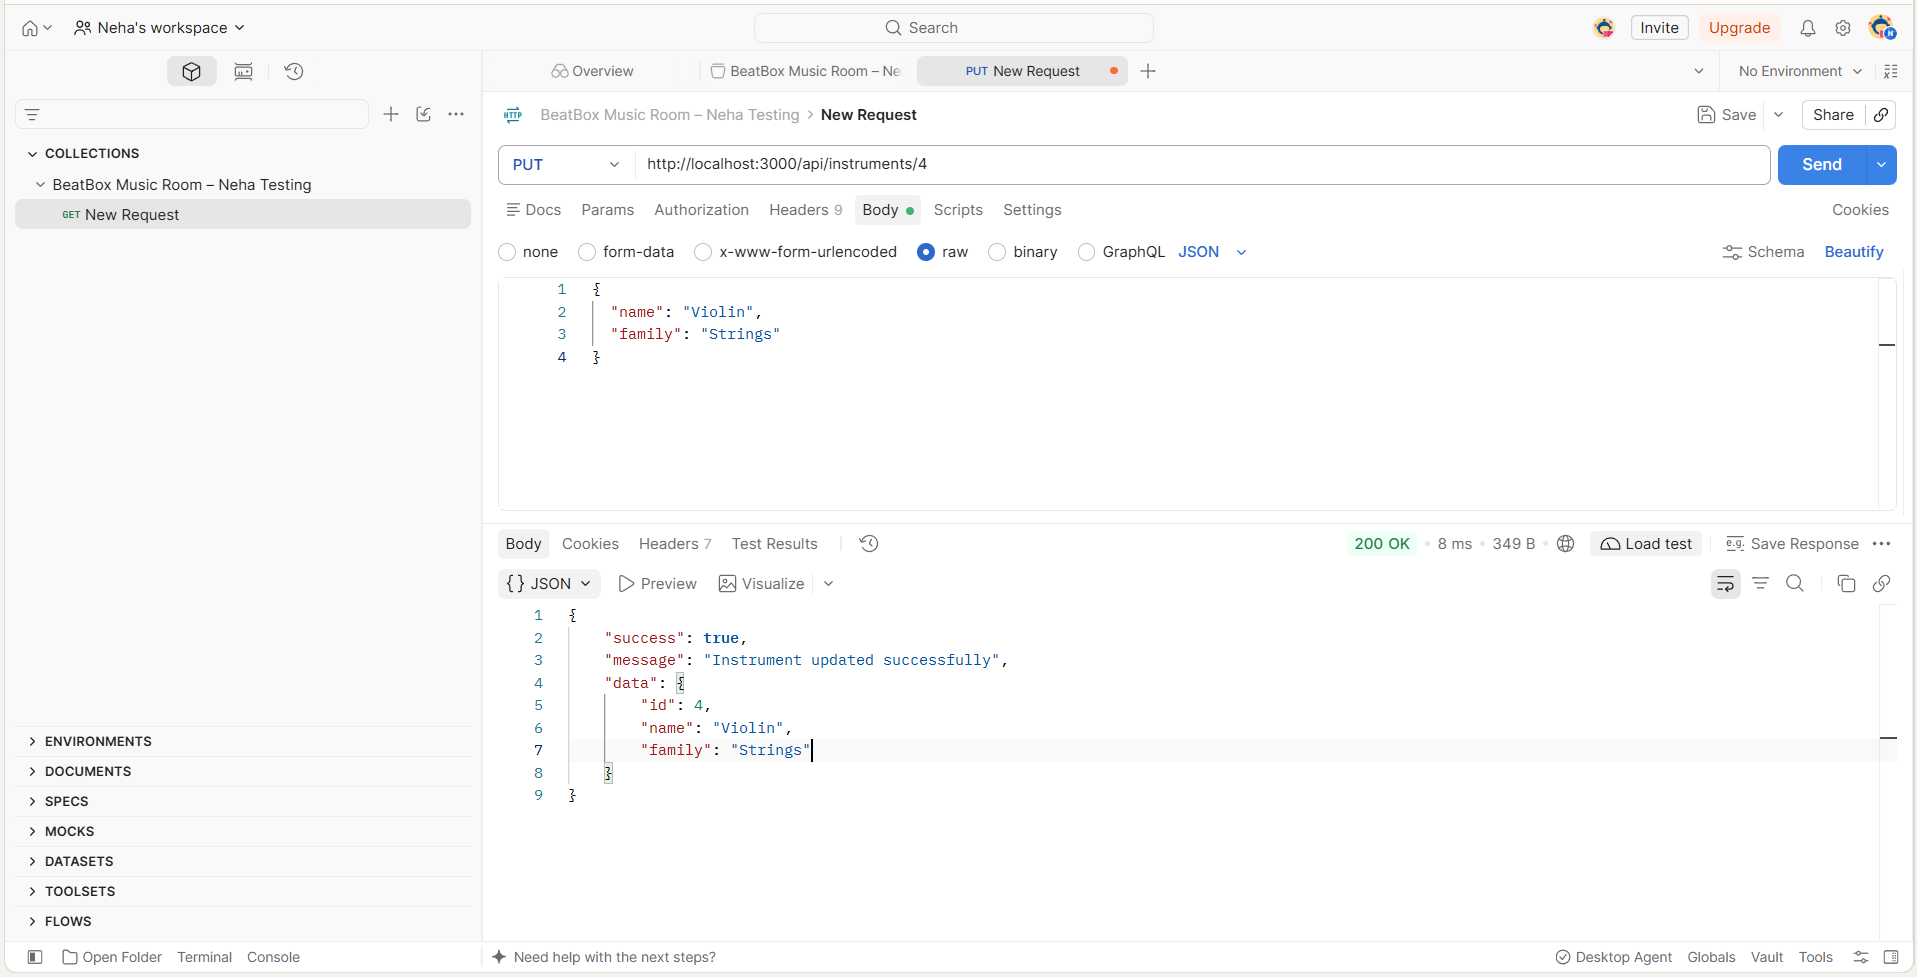 Neha's workspace
Search
Invite
Upgrade
Overview
BeatBox Music Room – Ne
PUT New Request
No Environment
HTTP BeatBox Music Room – Neha Testing > New Request
Save
Share
COLLECTIONS
BeatBox Music Room – Neha Testing
GET New Request
PUT
http://localhost:3000/api/instruments/4
Send
Docs Params Authorization Headers 9 Body Scripts Settings
Cookies
none form-data x-www-form-urlencoded raw binary GraphQL JSON
Schema Beautify
1 {
2 "name": "Violin",
3 "family": "Strings"
4 }
Body Cookies Headers 7 Test Results
200 OK • 8 ms • 349 B
Load test
e.g. Save Response
{} JSON Preview Visualize
1 {
2 "success": true,
3 "message": "Instrument updated successfully",
4 "data": {
5 "id": 4,
6 "name": "Violin",
7 "family": "Strings"
8 }
9 }
ENVIRONMENTS
DOCUMENTS
SPECS
MOCKS
DATASETS
TOOLSETS
FLOWS
Open Folder Terminal Console
Need help with the next steps?
Desktop Agent Globals Vault Tools